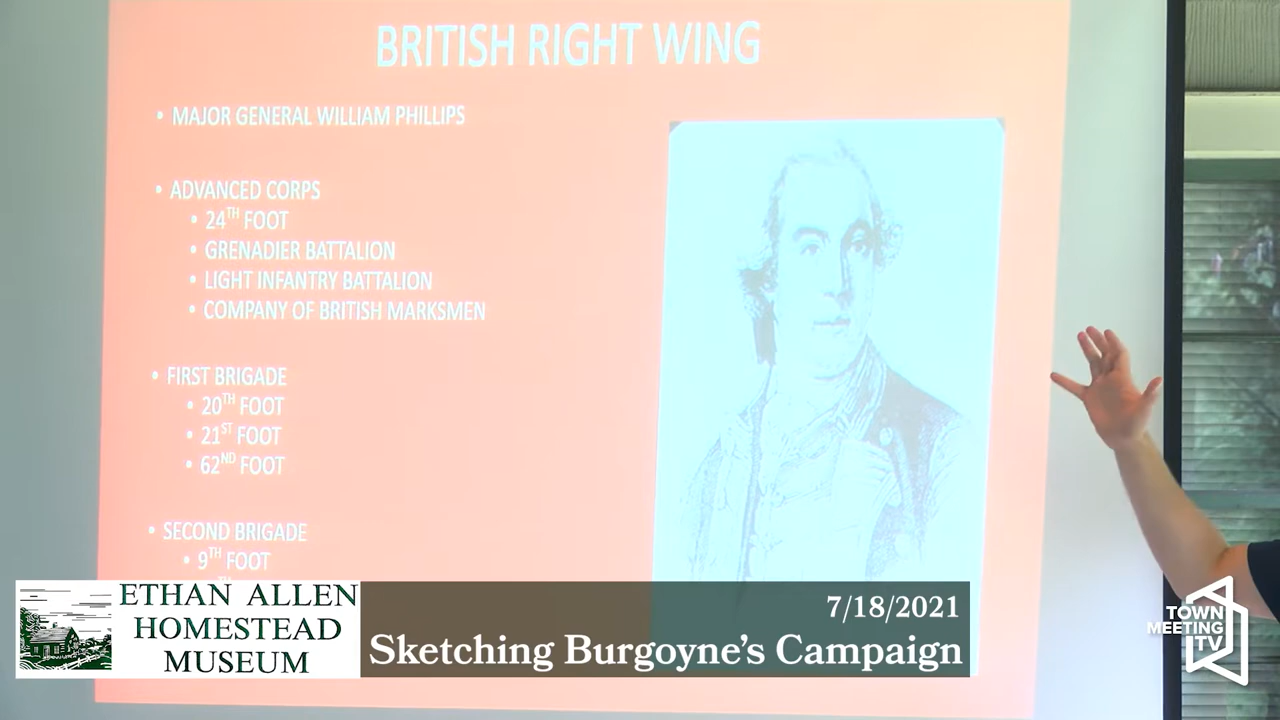 BRITISH RIGHT WING
• MAJOR GENERAL WILLIAM PHILLIPS
• ADVANCED CORPS
• 24TH FOOT
• GRENADIER BATTALION
• LIGHT INFANTRY BATTALION
• COMPANY OF BRITISH MARKSMEN
• FIRST BRIGADE
• 20TH FOOT
• 21ST FOOT
• 62ND FOOT
• SECOND BRIGADE
• 9TH FOOT
ETHAN ALLEN
HOMESTEAD
MUSEUM
7/18/2021
Sketching Burgoyne's Campaign
TOWN
MEETING
TV